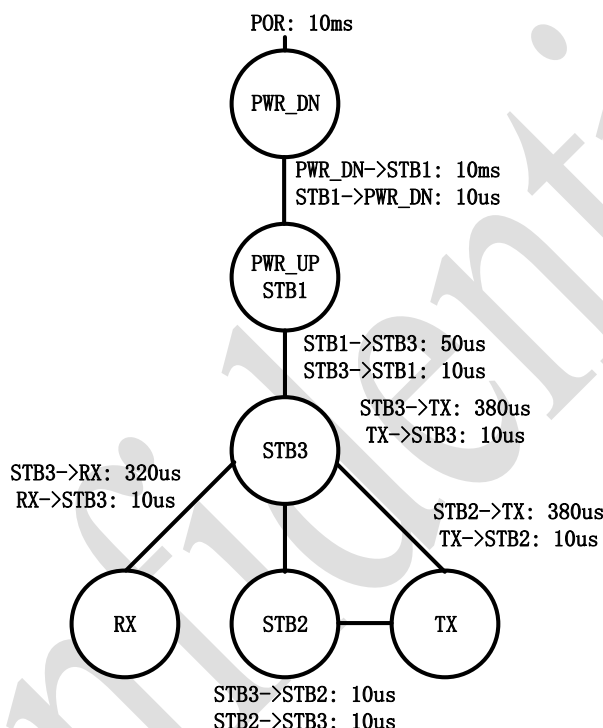 POR: 10ms
PWR_DN
PWR_DN->STB1: 10ms
STB1->PWR_DN: 10us
PWR_UP
STB1
STB1->STB3: 50us
STB3->STB1: 10us
STB3->TX: 380us
TX->STB3: 10us
STB3
STB3->RX: 320us
RX->STB3: 10us
STB2->TX: 380us
TX->STB2: 10us
RX
STB2
TX
STB3->STB2: 10us
STB2->STB3: 10us